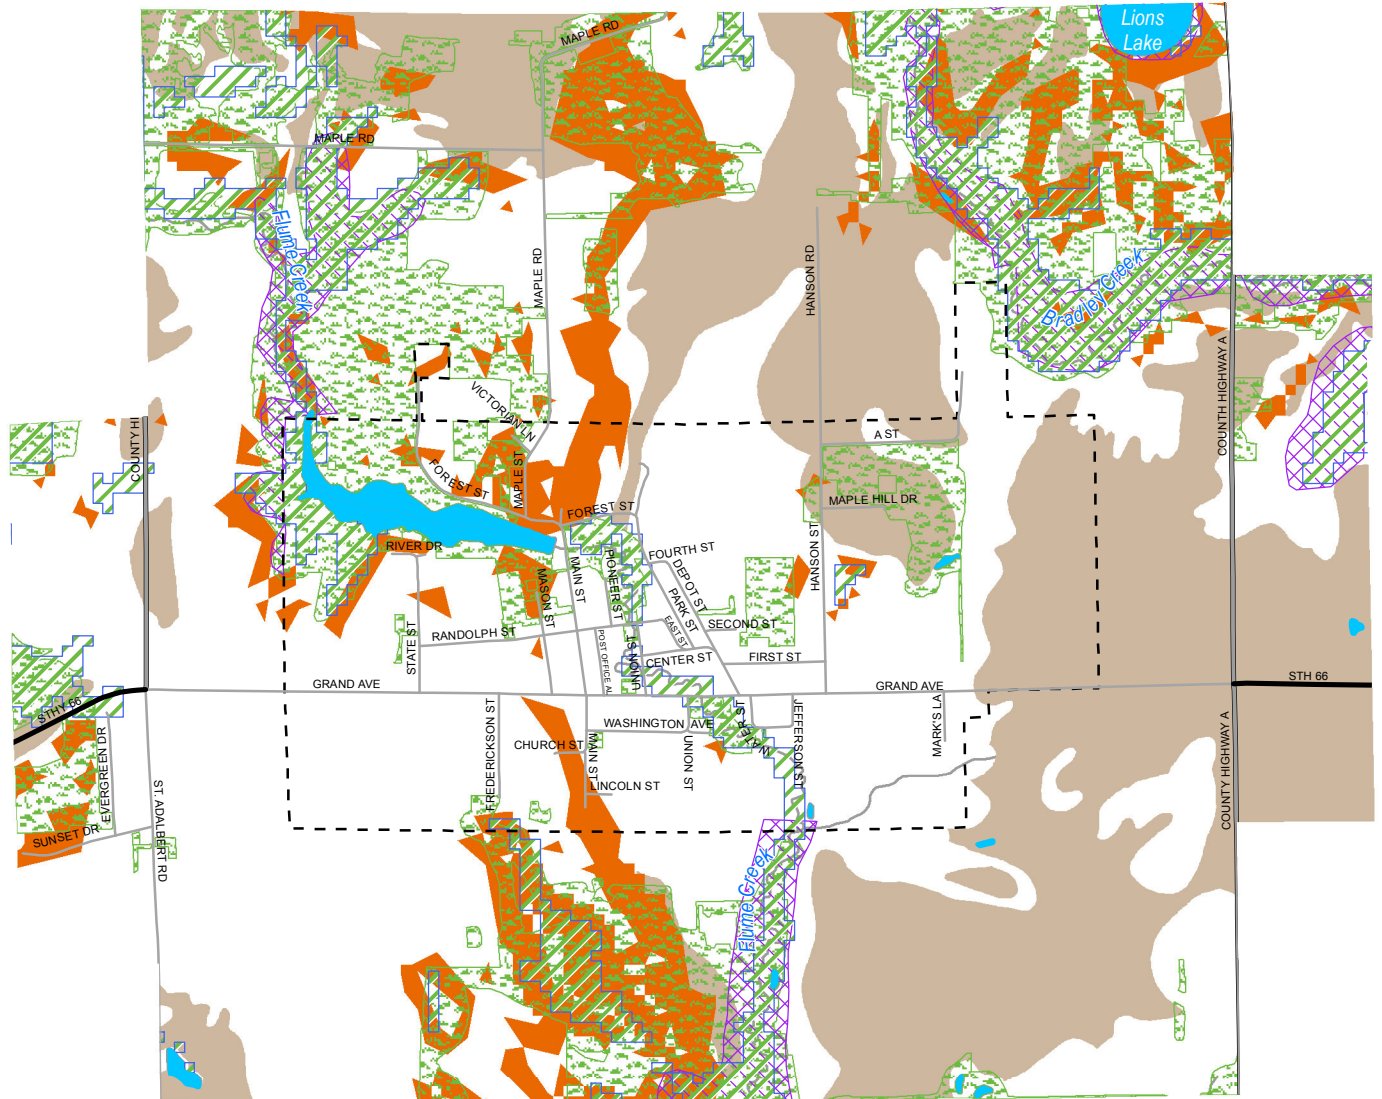 Lions
Lake
MAPLE RD
MAPLE RD
Flume Creek
MAPLE RD
HANSON RD
Bradley Creek
COUNTH HIGHWAY A
VICTORIAN LN
COUNTY HI
A ST
FOREST ST
MAPLE ST
MAPLE HILL DR
FOREST ST
RIVER DR
FOURTH ST
HANSON ST
MAIN ST
PIONEER ST
DEPOT ST
MASON ST
PARK ST
SECOND ST
EAST ST
RANDOLPH ST
STATE ST
POST OFFICE AL
UNION ST
CENTER ST
FIRST ST
GRAND AVE
GRAND AVE
STH 66
STHY 66
FREDERICKSON ST
WASHINGTON AVE
WATER ST
JEFFERSON ST
MARK'S LA
CHURCH ST
MAIN ST
UNION ST
EVERGREEN DR
LINCOLN ST
COUNTY HIGHWAY A
SUNSET DR
ST. ADALBERT RD
Flume Creek